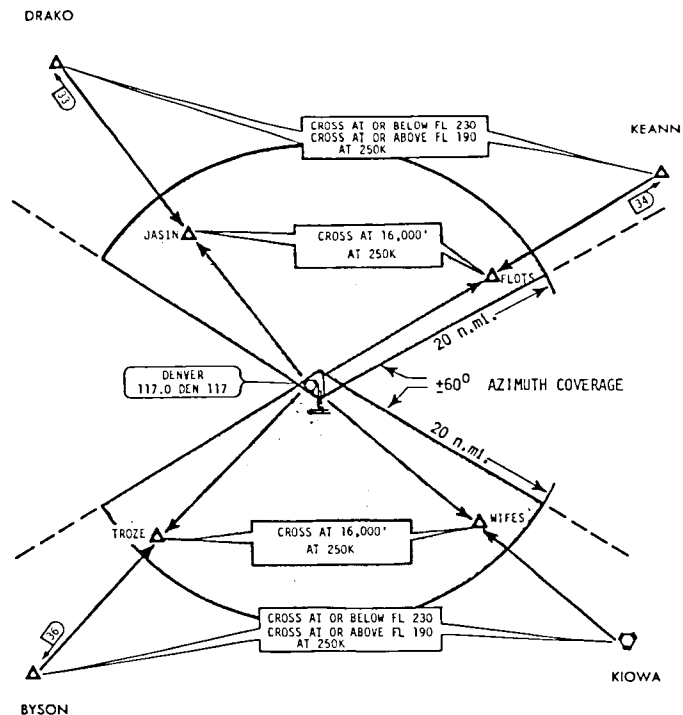 DRAKO
33
CROSS AT OR BELOW FL 230
CROSS AT OR ABOVE FL 190
AT 250K
KEANN
34
JASIN
CROSS AT 16,000'
AT 250K
FLOTS
20 n.mi.
DENVER
117.0 DEN 117
±60° AZIMUTH COVERAGE
20 n.mi.
TROZE
WIFES
CROSS AT 16,000'
AT 250K
36
CROSS AT OR BELOW FL 230
CROSS AT OR ABOVE FL 190
AT 250K
KIOWA
BYSON